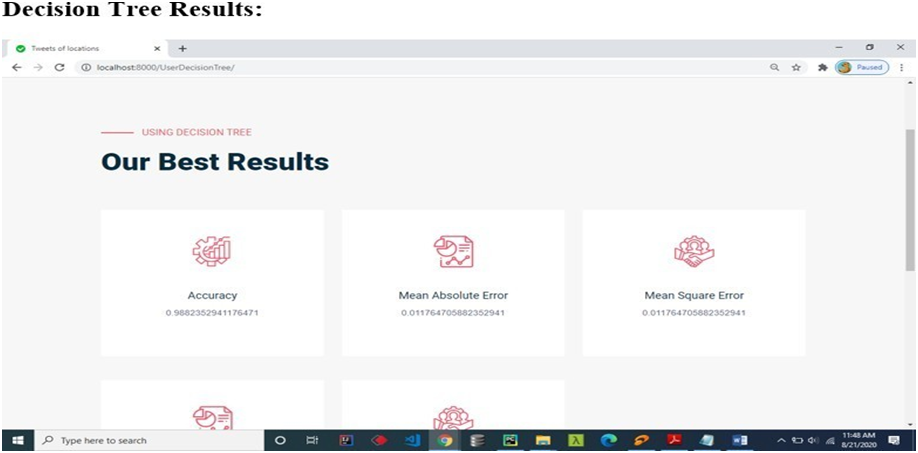 Decision Tree Results:
Tweets of locations
localhost:8000/UserDecisionTree/
Paused
USING DECISION TREE
Our Best Results
Accuracy
0.9882352941176471
Mean Absolute Error
0.011764705882352941
Mean Square Error
0.011764705882352941
Type here to search
11:48 AM
8/21/2020